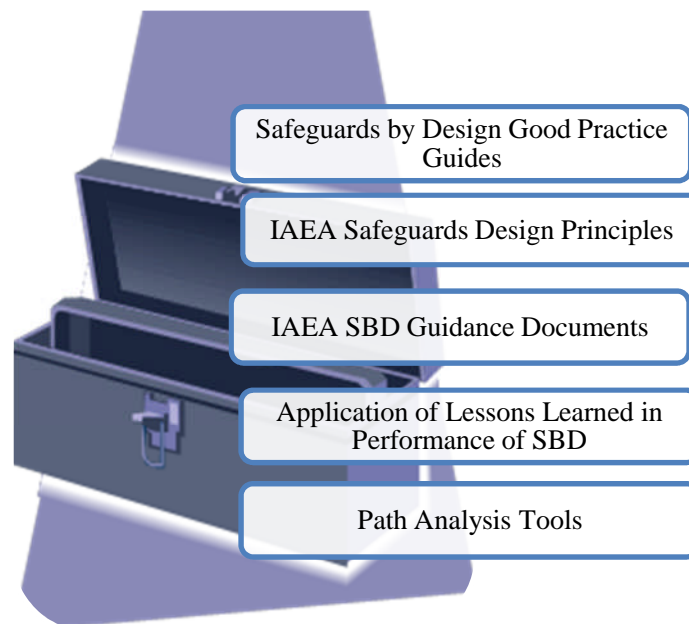 Safeguards by Design Good Practice
Guides
IAEA Safeguards Design Principles
IAEA SBD Guidance Documents
Application of Lessons Learned in
Performance of SBD
Path Analysis Tools